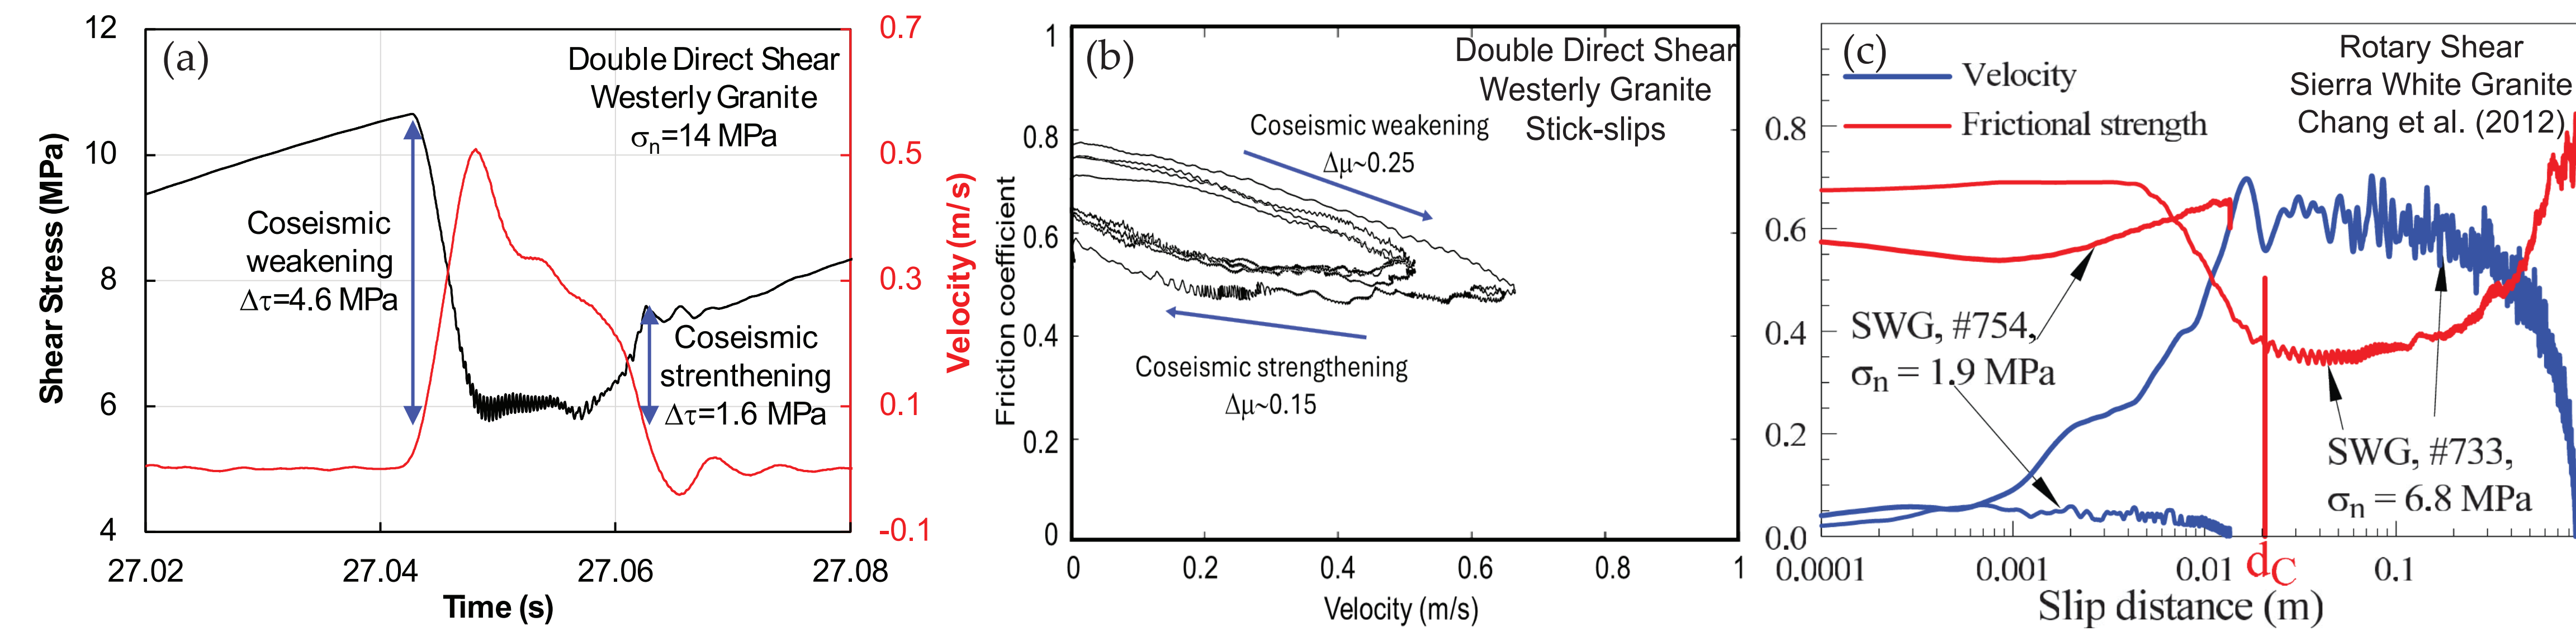 (a)
Double Direct Shear
Westerly Granite
σn=14 MPa
Coseismic
weakening
Δτ=4.6 MPa
Coseismic
strenthening
Δτ=1.6 MPa
12
10
8
6
4
Shear Stress (MPa)
0.7
0.5
0.3
0.1
-0.1
Velocity (m/s)
27.02 27.04 27.06 27.08
Time (s)
(b)
Double Direct Shear
Westerly Granite
Stick-slips
Coseismic weakening
Δμ~0.25
Coseismic strengthening
Δμ~0.15
1
0.8
0.6
0.4
0.2
0
Friction coefficient
0 0.2 0.4 0.6 0.8 1
Velocity (m/s)
(c)
Velocity
Frictional strength
Rotary Shear
Sierra White Granite
Chang et al. (2012)
SWG, #754,
σn = 1.9 MPa
SWG, #733,
σn = 6.8 MPa
0.8
0.6
0.4
0.2
0.0
0.0001 0.001 0.01 dC 0.1
Slip distance (m)